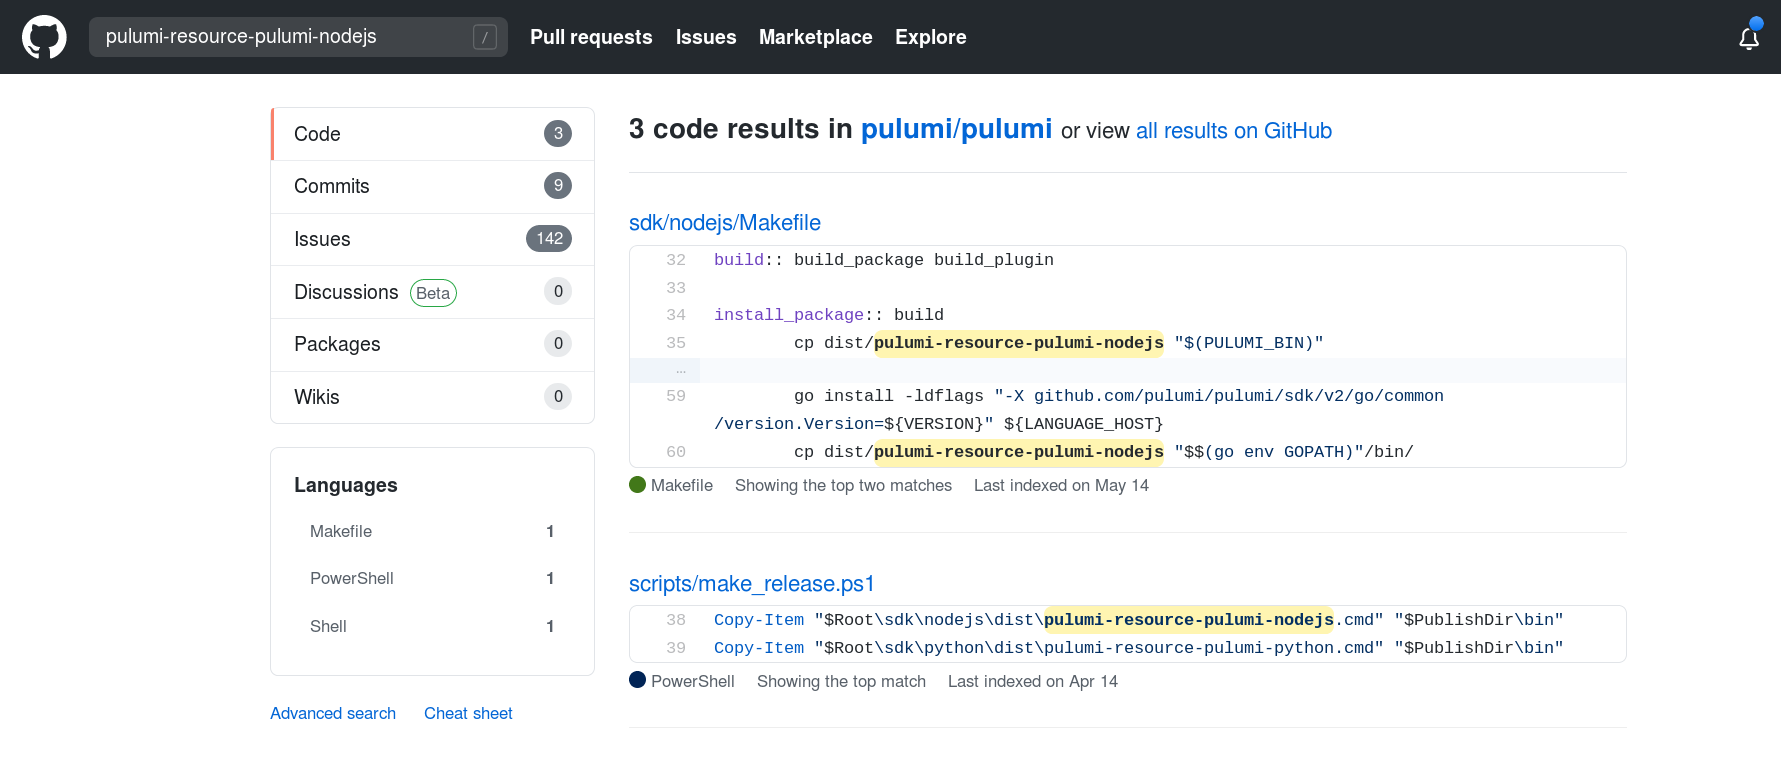 pulumi-resource-pulumi-nodejs / Pull requests Issues Marketplace Explore
Code 3
Commits 9
Issues 142
Discussions Beta 0
Packages 0
Wikis 0
Languages
Makefile 1
PowerShell 1
Shell 1
Advanced search Cheat sheet
3 code results in pulumi/pulumi or view all results on GitHub
sdk/nodejs/Makefile
32 build:: build_package build_plugin
33
34 install_package:: build
35 cp dist/pulumi-resource-pulumi-nodejs "$(PULUMI_BIN)"
…
59 go install -ldflags "-X github.com/pulumi/pulumi/sdk/v2/go/common
/version.Version=${VERSION}" ${LANGUAGE_HOST}
60 cp dist/pulumi-resource-pulumi-nodejs "$$(go env GOPATH)"/bin/
Makefile Showing the top two matches Last indexed on May 14
scripts/make_release.ps1
38 Copy-Item "$Root\sdk\nodejs\dist\pulumi-resource-pulumi-nodejs.cmd" "$PublishDir\bin"
39 Copy-Item "$Root\sdk\python\dist\pulumi-resource-pulumi-python.cmd" "$PublishDir\bin"
PowerShell Showing the top match Last indexed on Apr 14